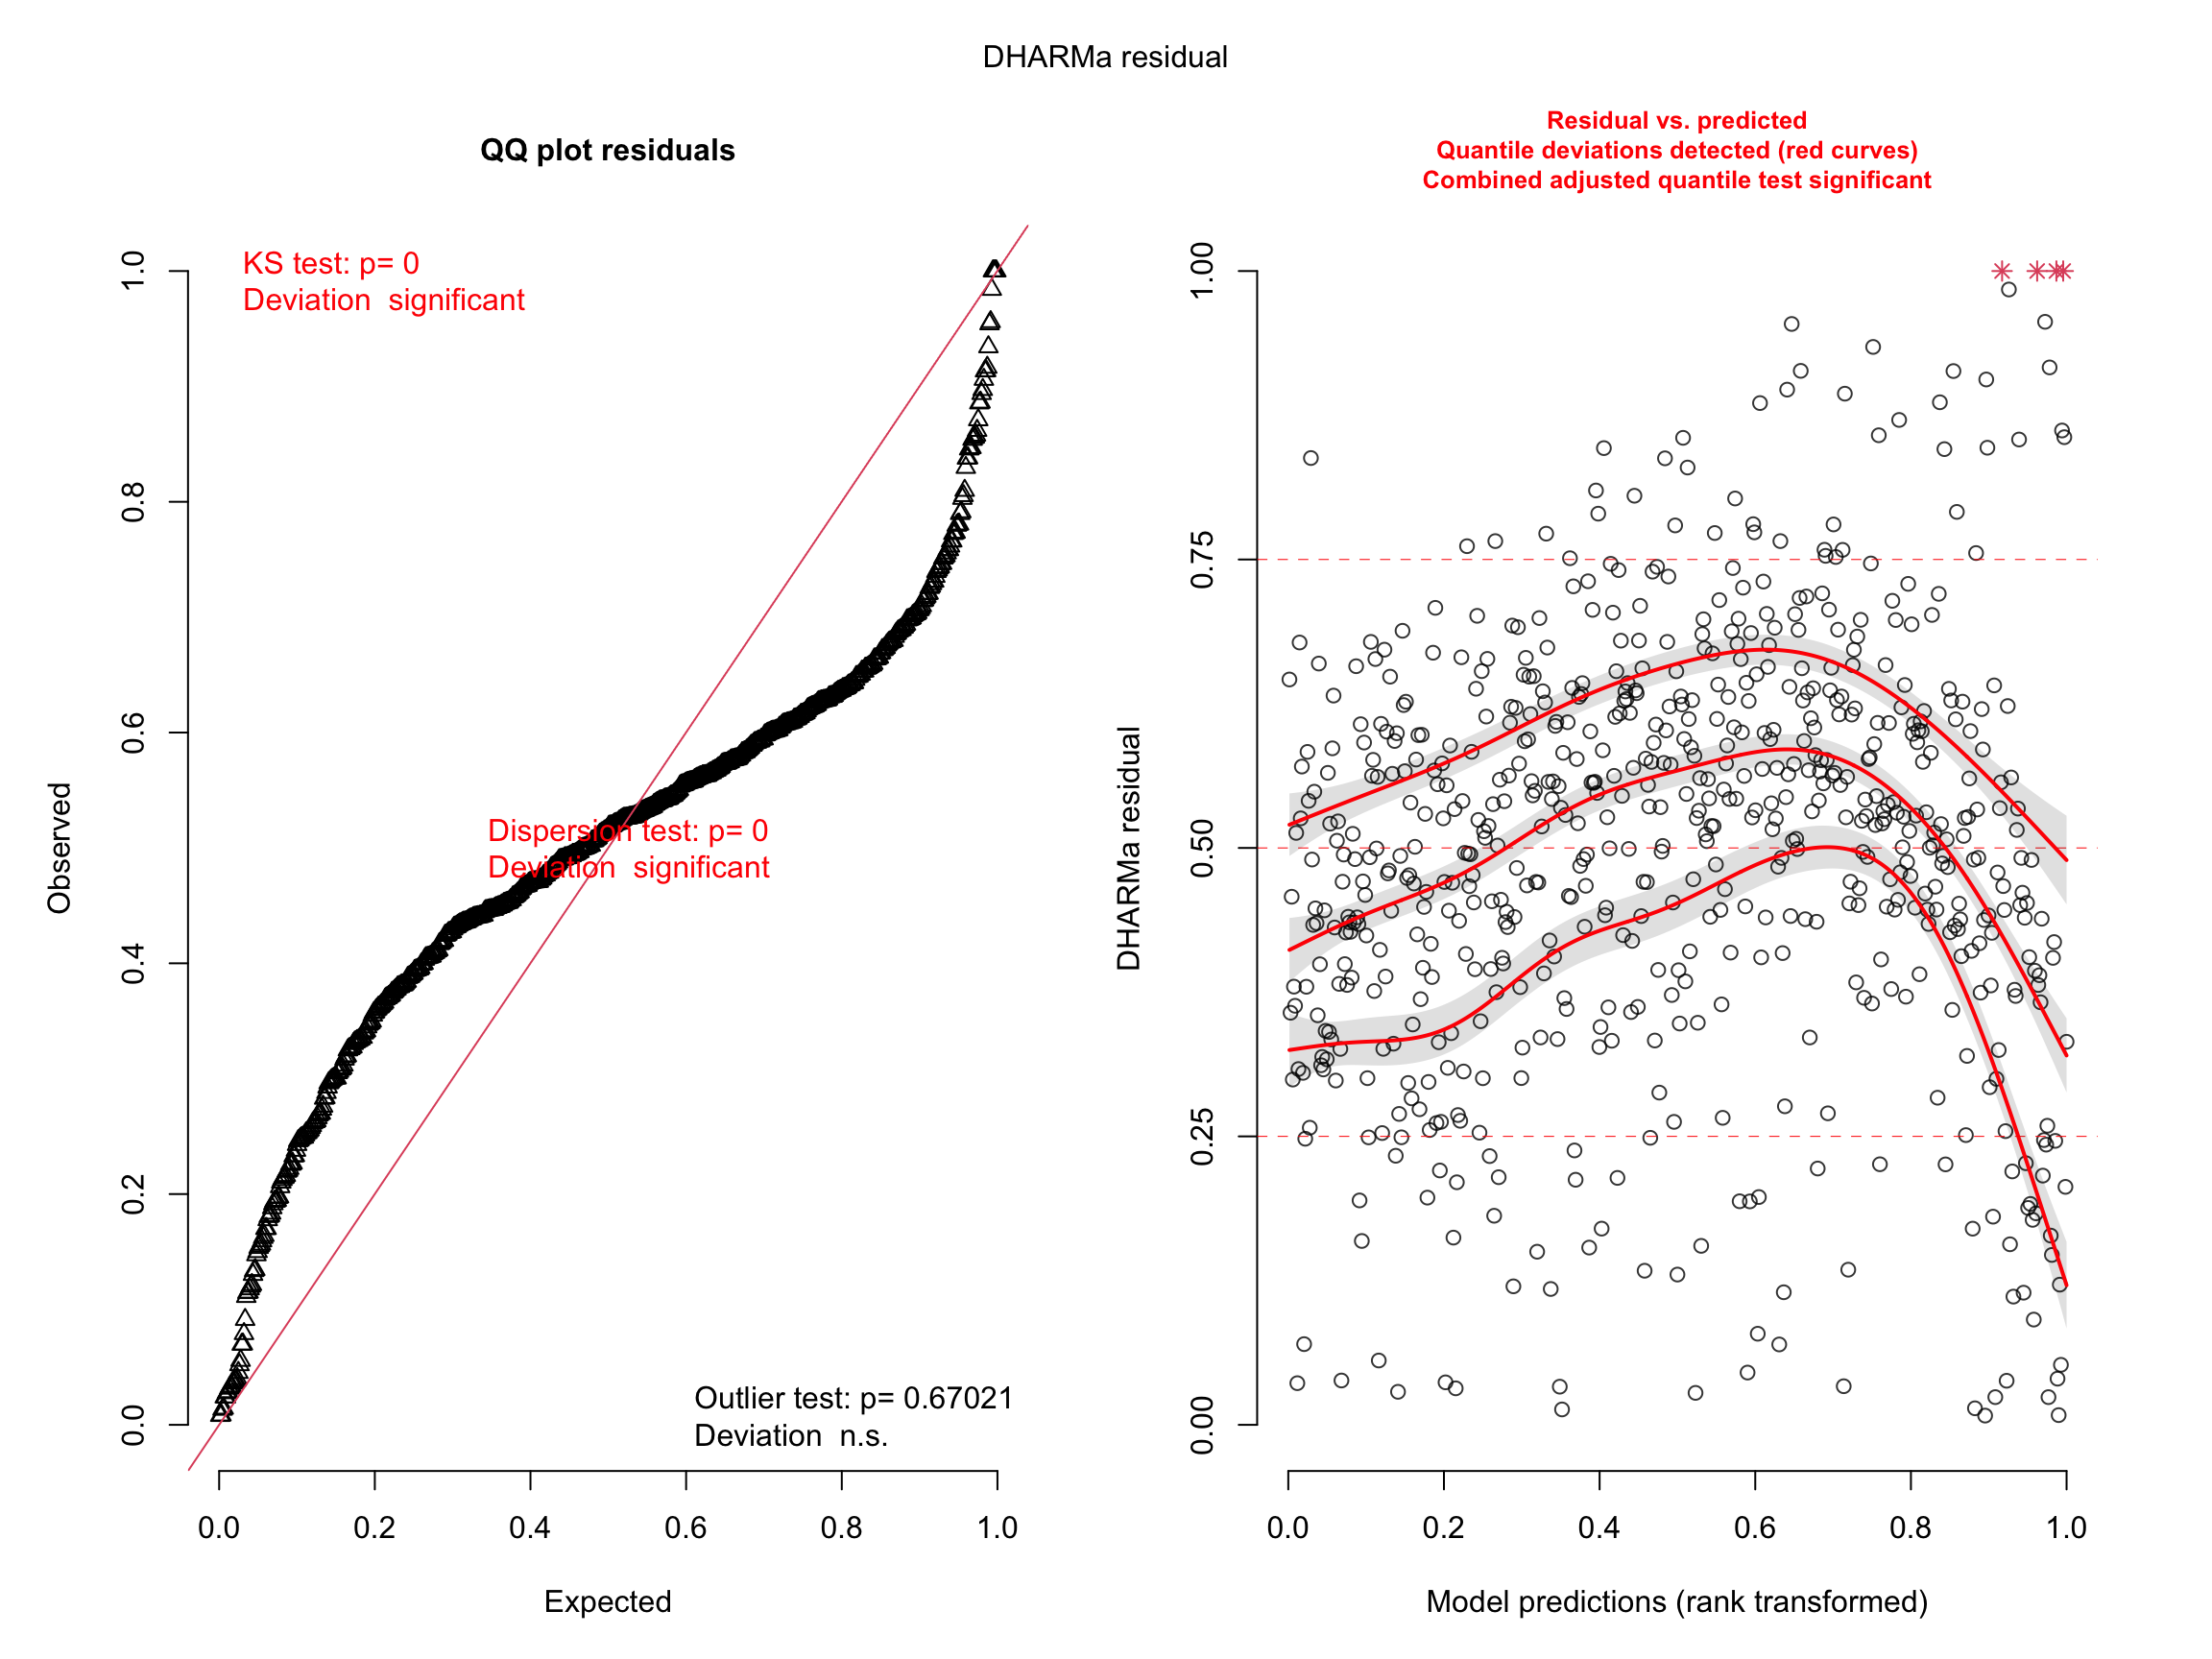 DHARMa residual
QQ plot residuals
KS test: p= 0
Deviation  significant
Dispersion test: p= 0
Deviation  significant
Outlier test: p= 0.67021
Deviation  n.s.
Observed
0.0
0.2
0.4
0.6
0.8
1.0
0.0 0.2 0.4 0.6 0.8 1.0
Expected
Residual vs. predicted
Quantile deviations detected (red curves)
Combined adjusted quantile test significant
DHARMa residual
0.00
0.25
0.50
0.75
1.00
0.0 0.2 0.4 0.6 0.8 1.0
Model predictions (rank transformed)